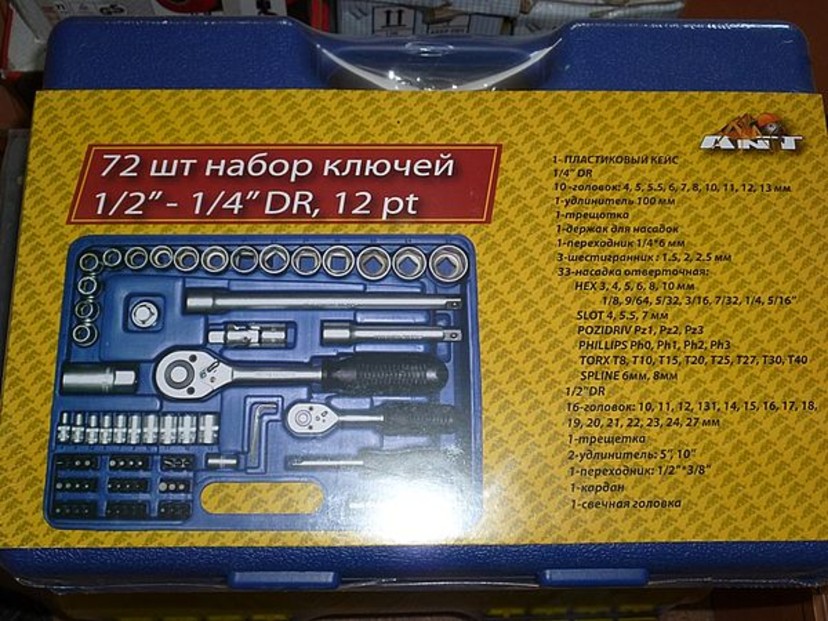 72 шт набор ключей
1/2" - 1/4" DR, 12 pt
ANT
1- ПЛАСТИКОВЫЙ КЕЙС
1/4" DR
10-головок: 4, 5, 5.5, 6, 7, 8, 10, 11, 12, 13 мм
1-удлинитель 100 мм
1-трещотка
1-держак для насадок
1-переходник 1/4*6 мм
3-шестигранник : 1.5, 2, 2.5 мм
33-насадка отверточная:
HEX 3, 4, 5, 6, 8, 10 мм
1/8, 9/64, 5/32, 3/16, 7/32, 1/4, 5/16"
SLOT 4, 5.5, 7 мм
POZIDRIV Pz1, Pz2, Pz3
PHILLIPS Ph0, Ph1, Ph2, Ph3
TORX T8, T10, T15, T20, T25, T27, T30, T40
SPLINE 6мм, 8мм
1/2"DR
16-головок: 10, 11, 12, 131, 14, 15, 16, 17, 18,
19, 20, 21, 22, 23, 24, 27 мм
1-трещетка
2-удлинитель: 5", 10"
1-переходник: 1/2"*3/8"
1-кардан
1-свечная головка